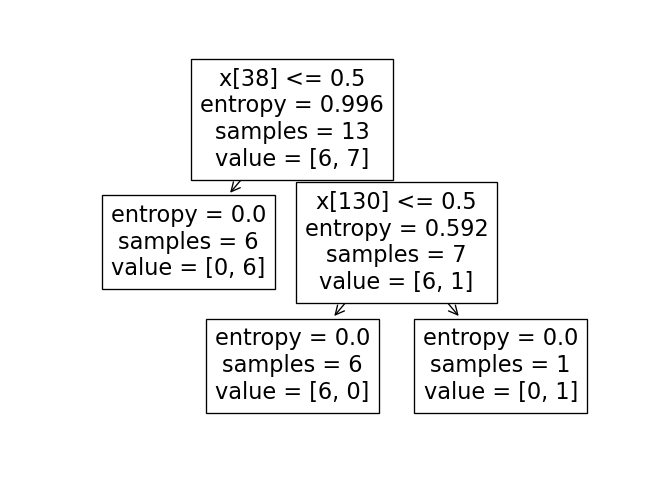 x[38] <= 0.5
entropy = 0.996
samples = 13
value = [6, 7]
entropy = 0.0
samples = 6
value = [0, 6]
x[130] <= 0.5
entropy = 0.592
samples = 7
value = [6, 1]
entropy = 0.0
samples = 6
value = [6, 0]
entropy = 0.0
samples = 1
value = [0, 1]